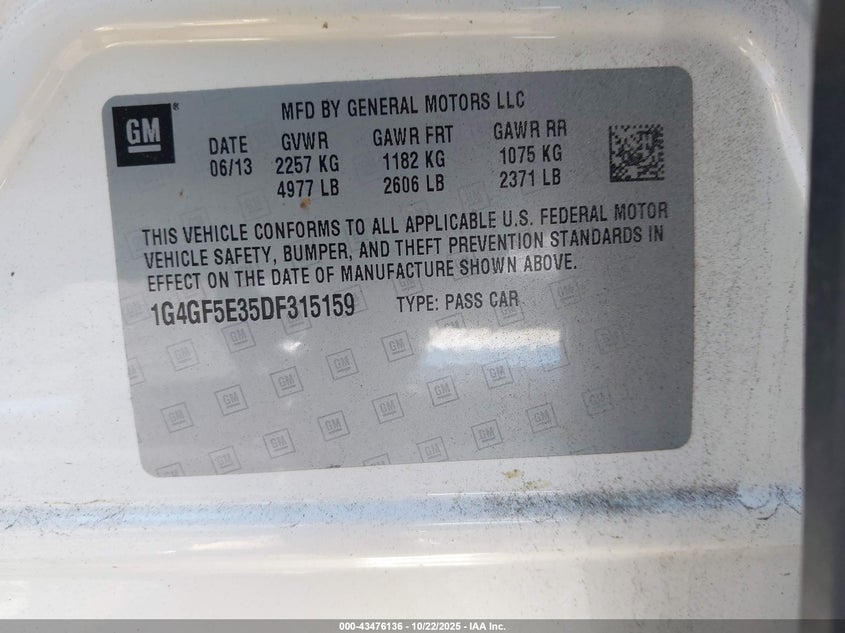 GM®
MFD BY GENERAL MOTORS LLC
DATE GVWR GAWR FRT GAWR RR
06/13 2257 KG 1182 KG 1075 KG
4977 LB 2606 LB 2371 LB
THIS VEHICLE CONFORMS TO ALL APPLICABLE U.S. FEDERAL MOTOR
VEHICLE SAFETY, BUMPER, AND THEFT PREVENTION STANDARDS IN
EFFECT ON THE DATE OF MANUFACTURE SHOWN ABOVE.
1G4GF5E35DF315159 TYPE: PASS CAR
000-43476136 - 10/22/2025 - IAA Inc.